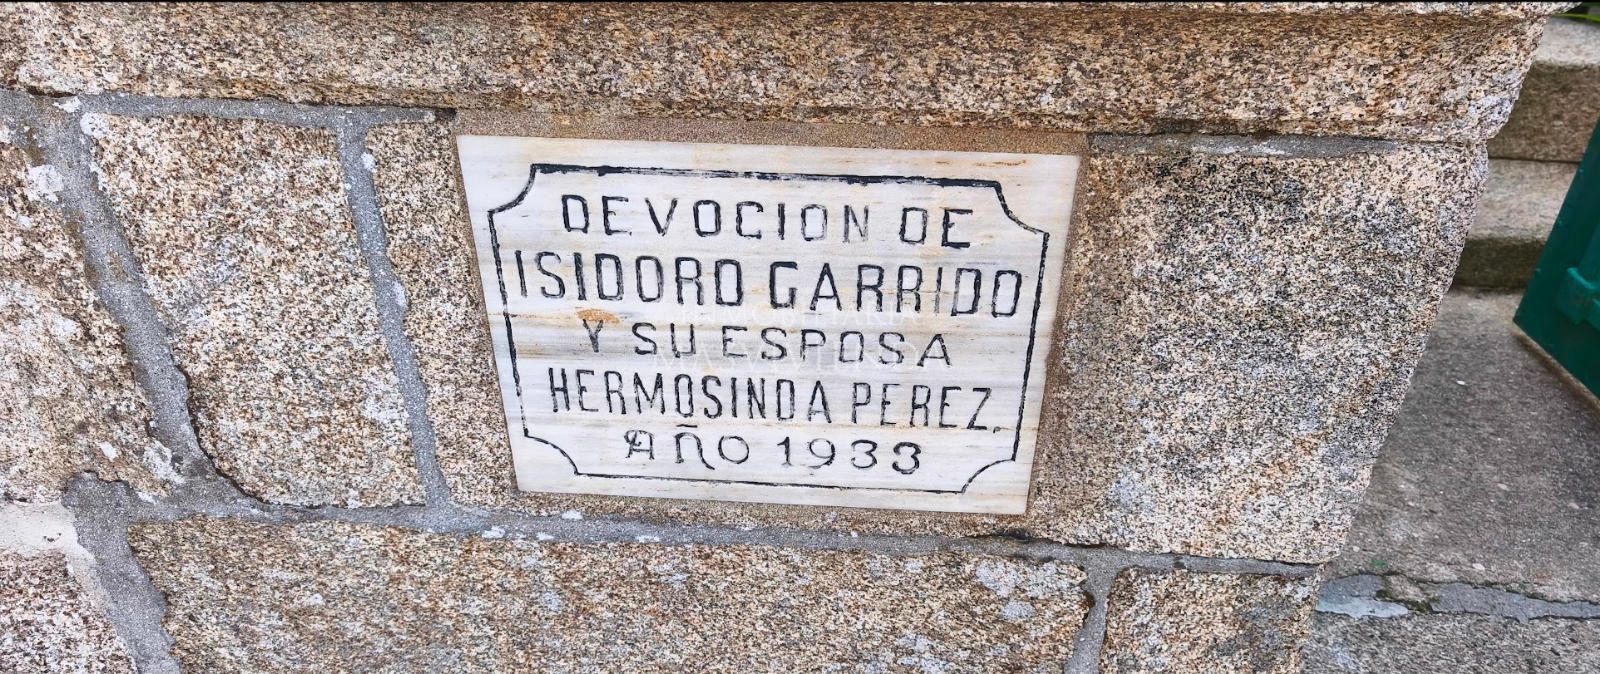 DEVOCION DE
ISIDORO GARRIDO
Y SU ESPOSA
HERMOSINDA PEREZ.
AÑO 1933